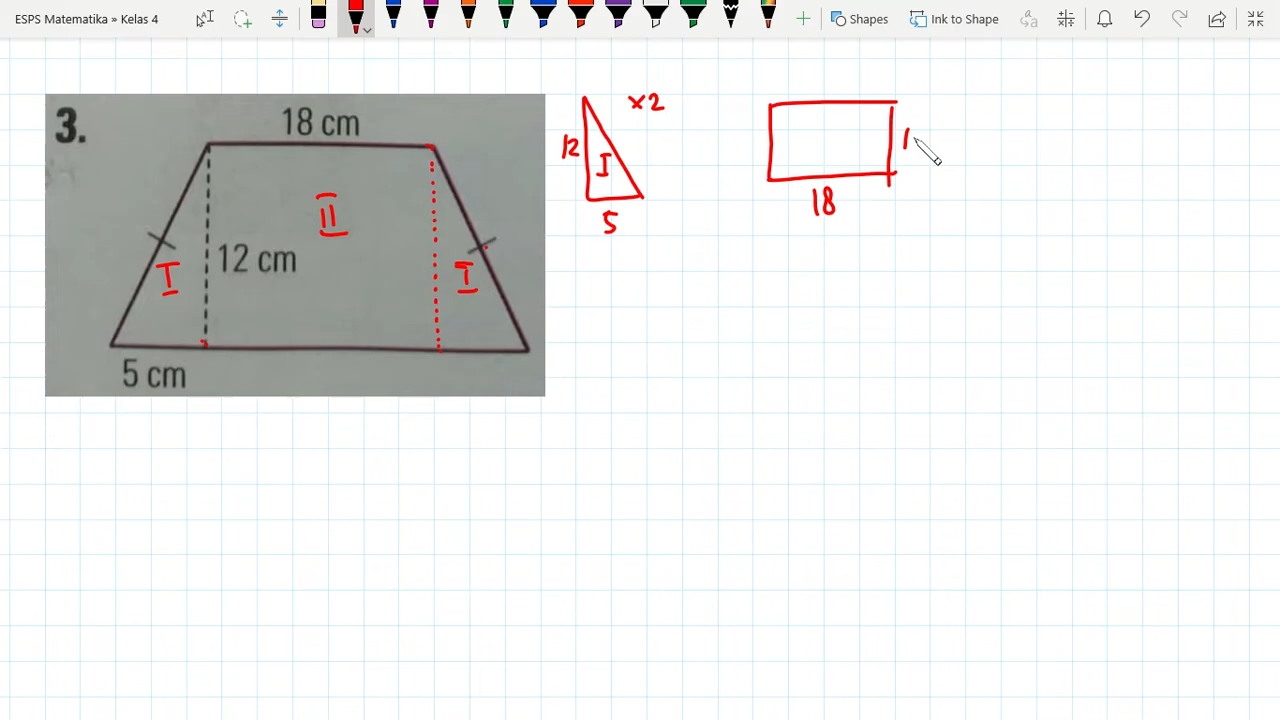 ESPS Matematika » Kelas 4
Shapes
Ink to Shape
3.
18 cm
12 cm
5 cm
I
II
I
×2
12
I
5
18
1